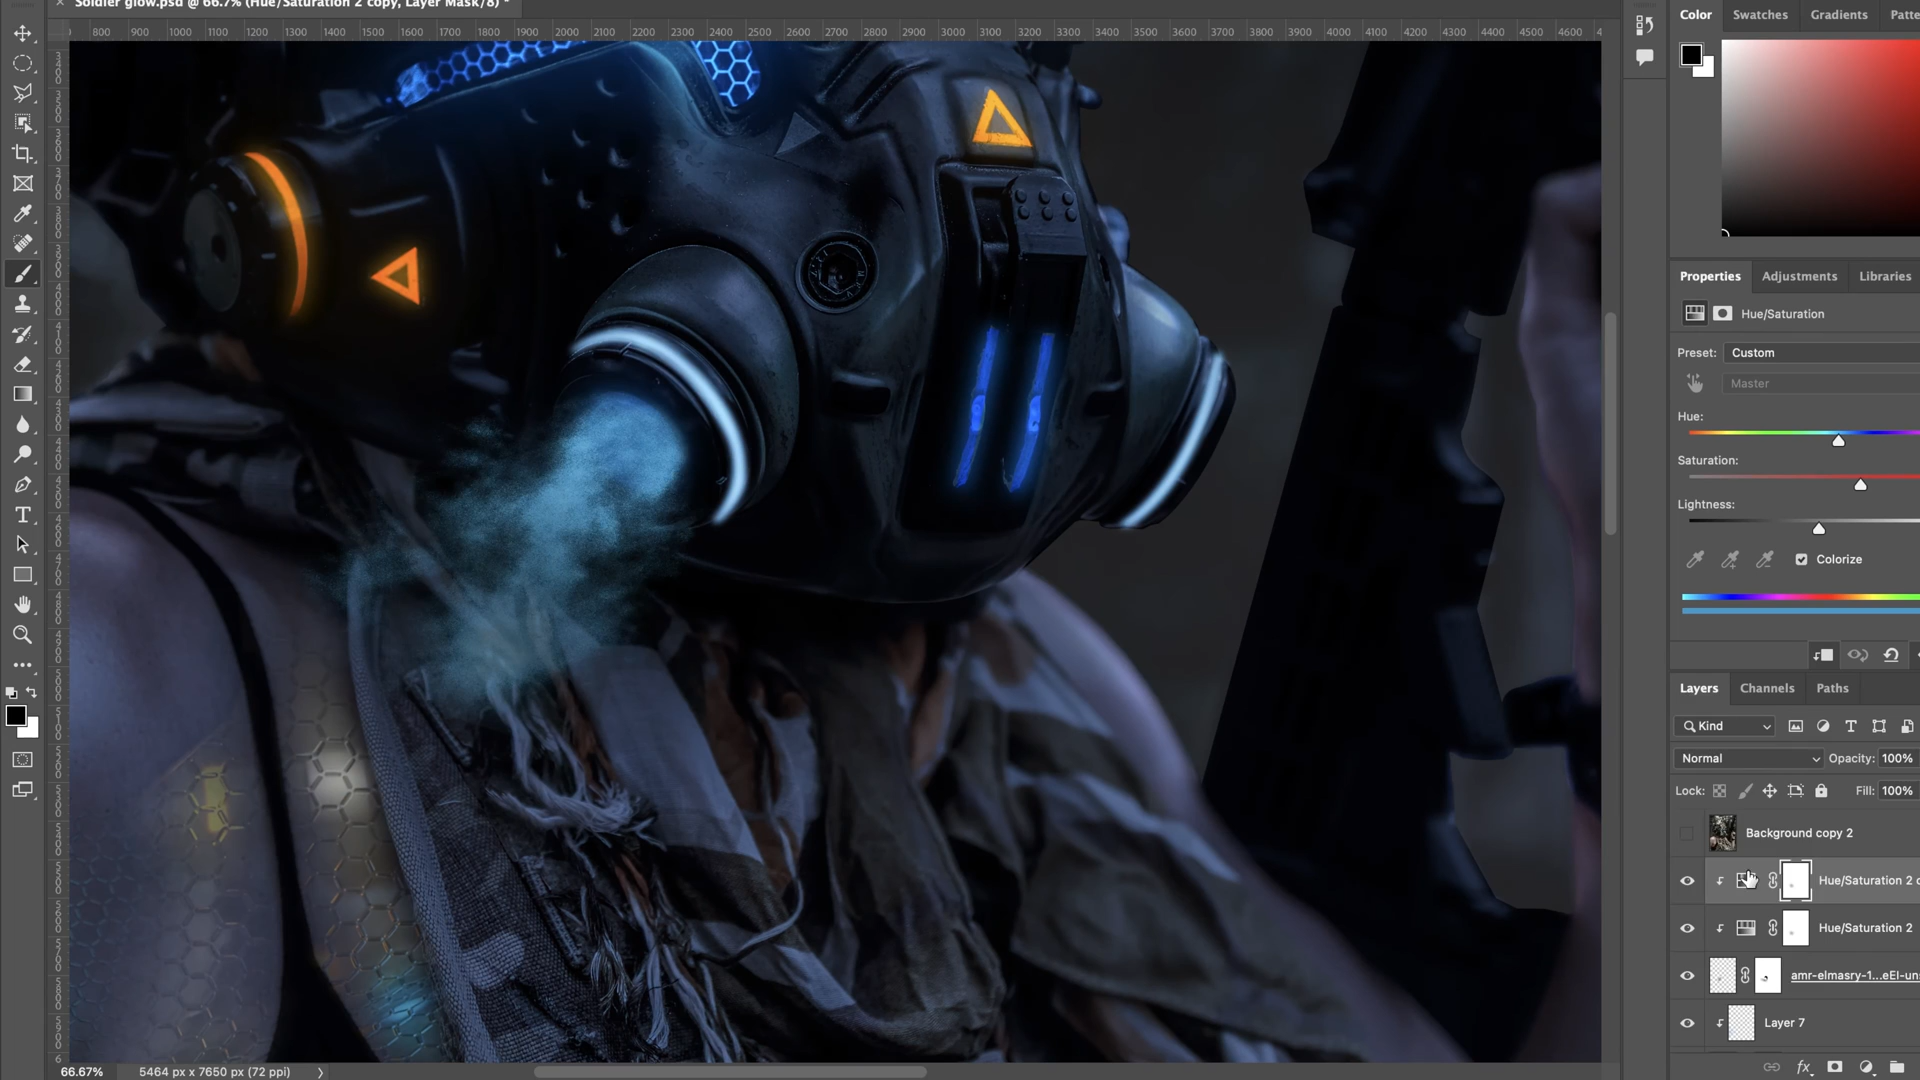 Soldier glow.psd @ 66.7% (Hue/Saturation 2 copy, Layer Mask/8) *
800 900 1000 1100 1200 1300 1400 1500 1600 1700 1800 1900 2000 2100 2200 2300 2400 2500 2600 2700 2800 2900 3000 3100 3200 3300 3400 3500 3600 3700 3800 3900 4000 4100 4200 4300 4400 4500 4600
Color Swatches Gradients Patte
Properties Adjustments Libraries
Hue/Saturation
Preset: Custom
Master
Hue:
Saturation:
Lightness:
Colorize
Layers Channels Paths
Kind
Normal Opacity: 100%
Lock: Fill: 100%
Background copy 2
Hue/Saturation 2 c
Hue/Saturation 2
amr-elmasry-1...eEI-un
Layer 7
fx
66.67% 5464 px x 7650 px (72 ppi)